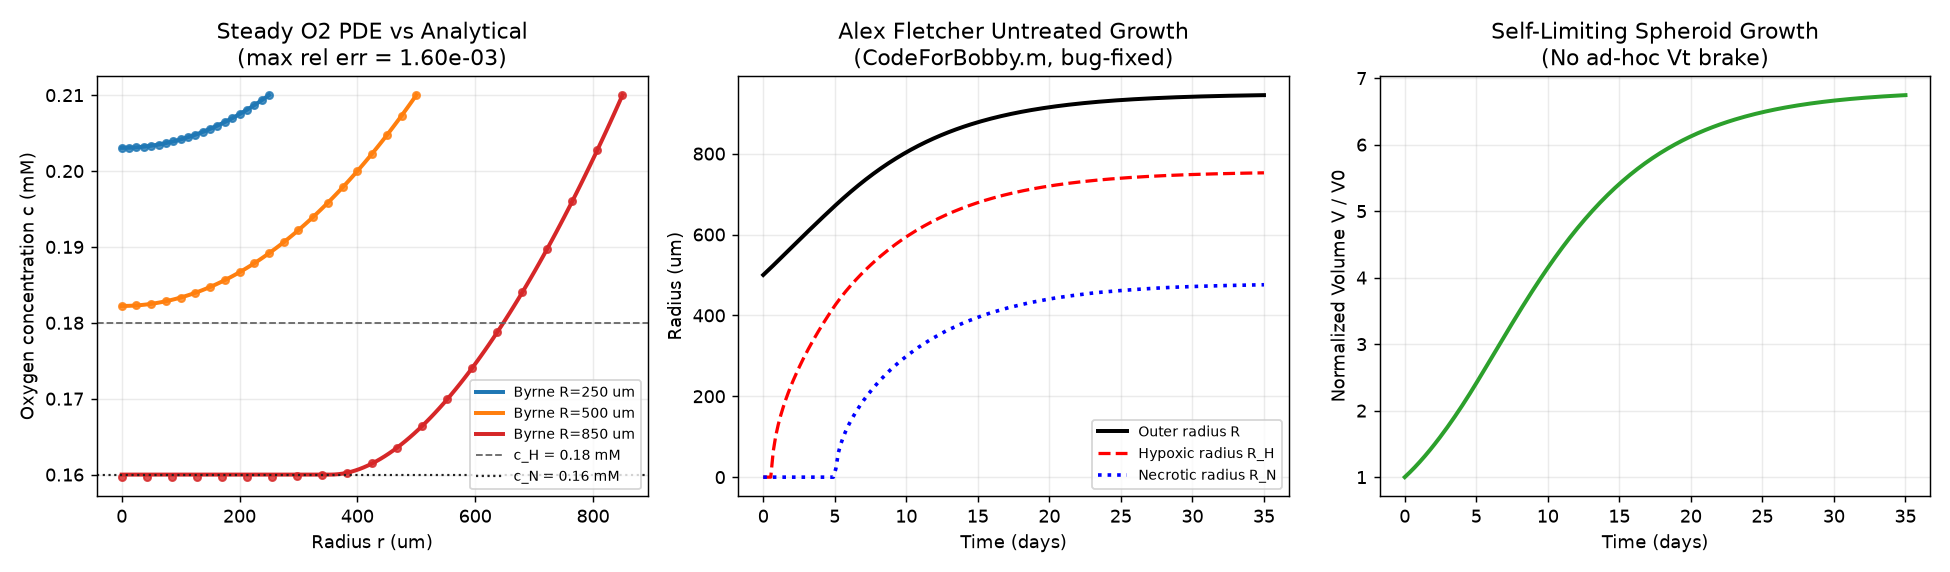 Steady O2 PDE vs Analytical
(max rel err = 1.60e-03)
Oxygen concentration c (mM)
0.21
0.20
0.19
0.18
0.17
0.16
Byrne R=250 um
Byrne R=500 um
Byrne R=850 um
c_H = 0.18 mM
c_N = 0.16 mM
0
200
400
600
800
Radius r (um)
Alex Fletcher Untreated Growth
(CodeForBobby.m, bug-fixed)
Radius (um)
800
600
400
200
0
Outer radius R
Hypoxic radius R_H
Necrotic radius R_N
0
5
10
15
20
25
30
35
Time (days)
Self-Limiting Spheroid Growth
(No ad-hoc Vt brake)
Normalized Volume V / V0
7
6
5
4
3
2
1
0
5
10
15
20
25
30
35
Time (days)